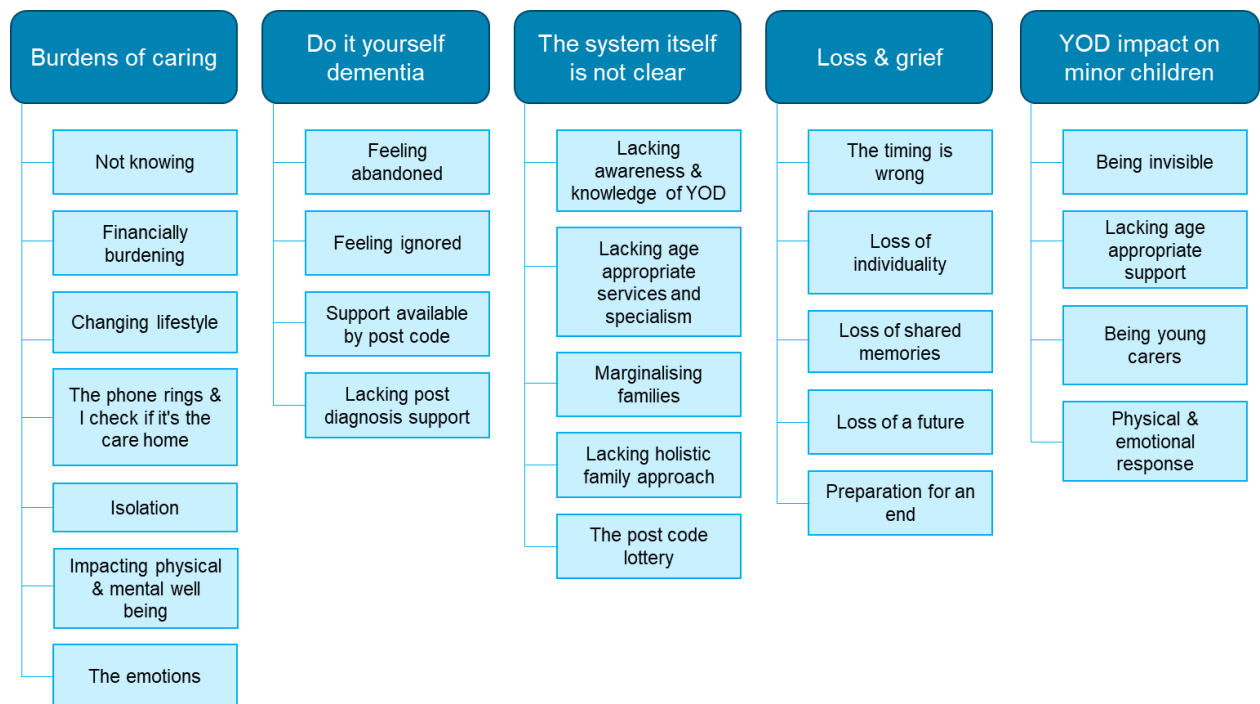 Burdens of caring
Not knowing
Financially
burdening
Changing lifestyle
The phone rings &
I check if it's the
care home
Isolation
Impacting physical
& mental well
being
The emotions
Do it yourself
dementia
Feeling
abandoned
Feeling ignored
Support available
by post code
Lacking post
diagnosis support
The system itself
is not clear
Lacking
awareness &
knowledge of YOD
Lacking age
appropriate
services and
specialism
Marginalising
families
Lacking holistic
family approach
The post code
lottery
Loss & grief
The timing is
wrong
Loss of
individuality
Loss of shared
memories
Loss of a future
Preparation for an
end
YOD impact on
minor children
Being invisible
Lacking age
appropriate
support
Being young
carers
Physical &
emotional
response